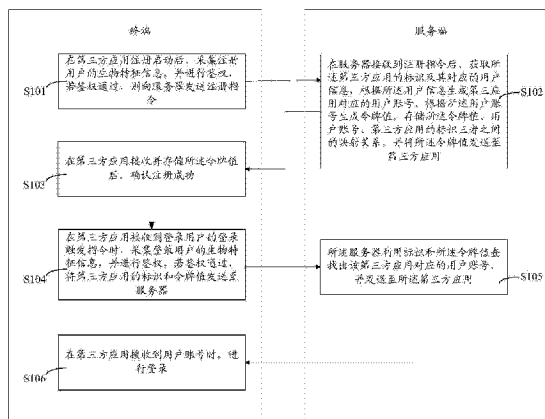 终端
服务端
在第三方应用注册启动后，采集注册
用户的生物特征信息，并进行鉴权，
若鉴权通过，则向服务器发送注册指
令
S101
在服务器接收到注册指令后，获取所
述第三方应用的标识及其对应的用户
信息，根据所述用户信息生成第三应
用对应的用户账号，根据所述用户账
号生成令牌值，存储所述令牌值、用
户账号、第三方应用的标识三者之间
的映射关系，并将所述令牌值发送至
第三方应用
S102
在第三方应用接收并存储所述令牌值
后，确认注册成功
S103
在第三方应用接收到登录用户的登录
触发指令时，采集登录用户的生物特
征信息，并进行鉴权，若鉴权通过，
将第三方应用的标识和令牌值发送至
服务器
S104
所述服务器利用标识和所述令牌值查
找出该第三方应用对应的用户账号，
并发送至所述第三方应用
S105
在第三方应用接收到用户账号时，进
行登录
S106